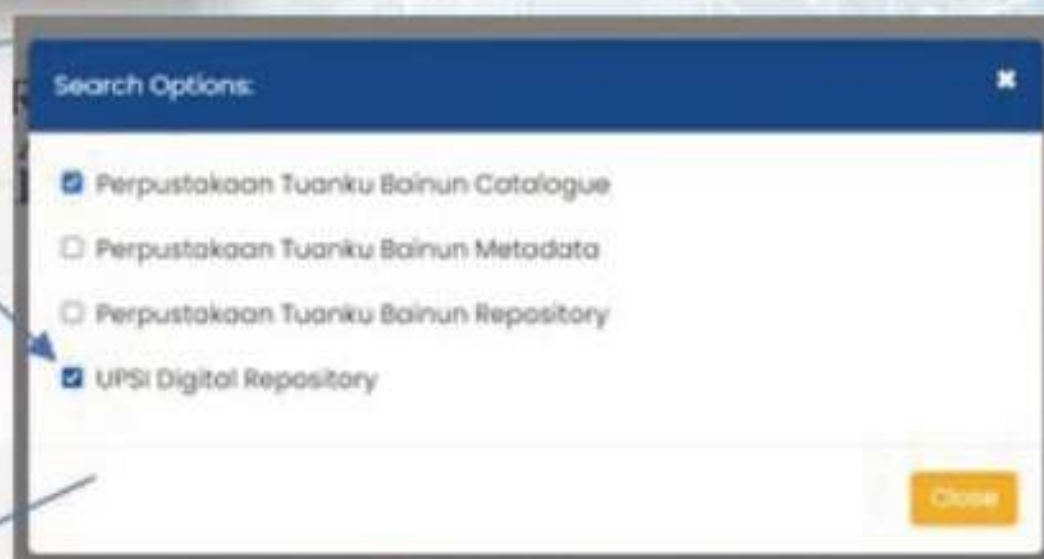 Search Options:
Perpustakaan Tuanku Bainun Catalogue
Perpustakaan Tuanku Bainun Metadata
Perpustakaan Tuanku Bainun Repository
UPSI Digital Repository
Close